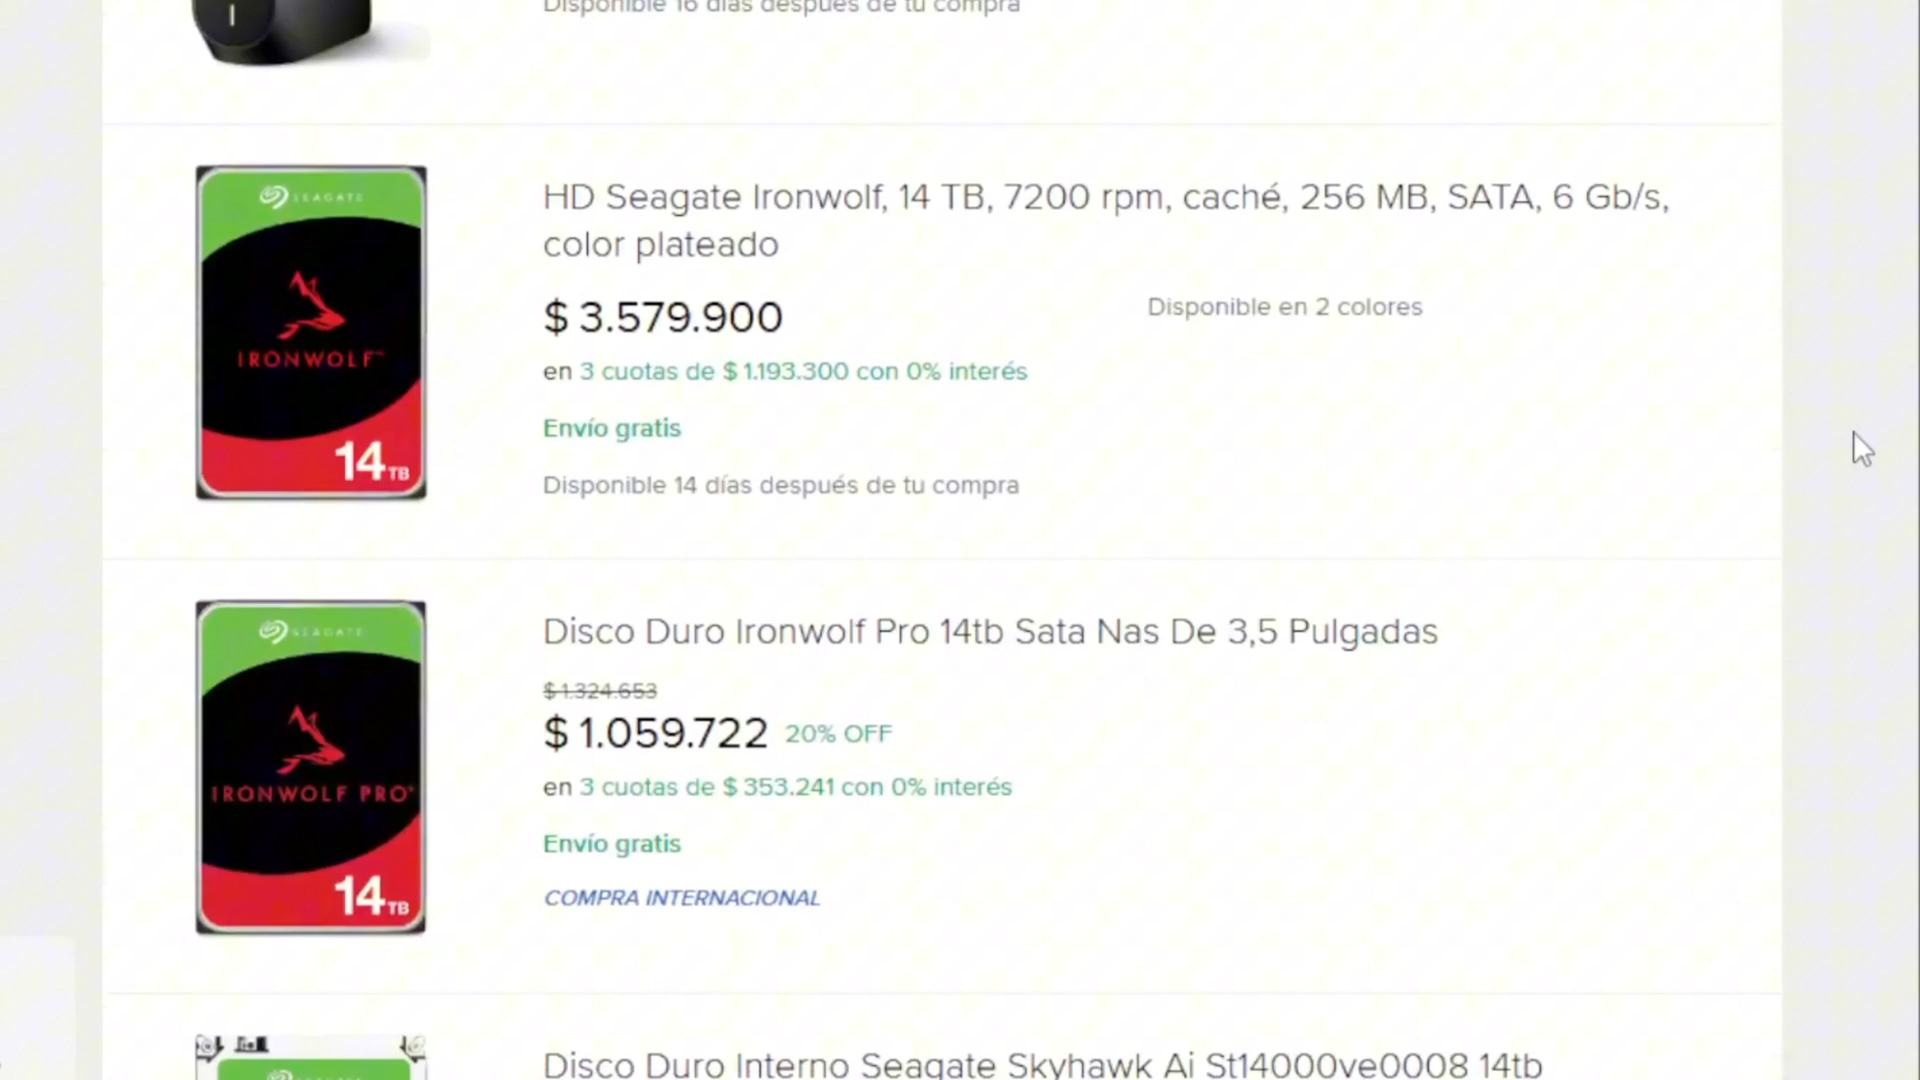 Disponible 16 días después de tu compra
SEAGATE
IRONWOLF™
14TB
HD Seagate Ironwolf, 14 TB, 7200 rpm, caché, 256 MB, SATA, 6 Gb/s,
color plateado
$ 3.579.900
Disponible en 2 colores
en 3 cuotas de $ 1.193.300 con 0% interés
Envío gratis
Disponible 14 días después de tu compra
SEAGATE
IRONWOLF PRO
14TB
Disco Duro Ironwolf Pro 14tb Sata Nas De 3,5 Pulgadas
$ 1.324.653
$ 1.059.722 20% OFF
en 3 cuotas de $ 353.241 con 0% interés
Envío gratis
COMPRA INTERNACIONAL
Disco Duro Interno Seagate Skyhawk Ai St14000ve0008 14tb